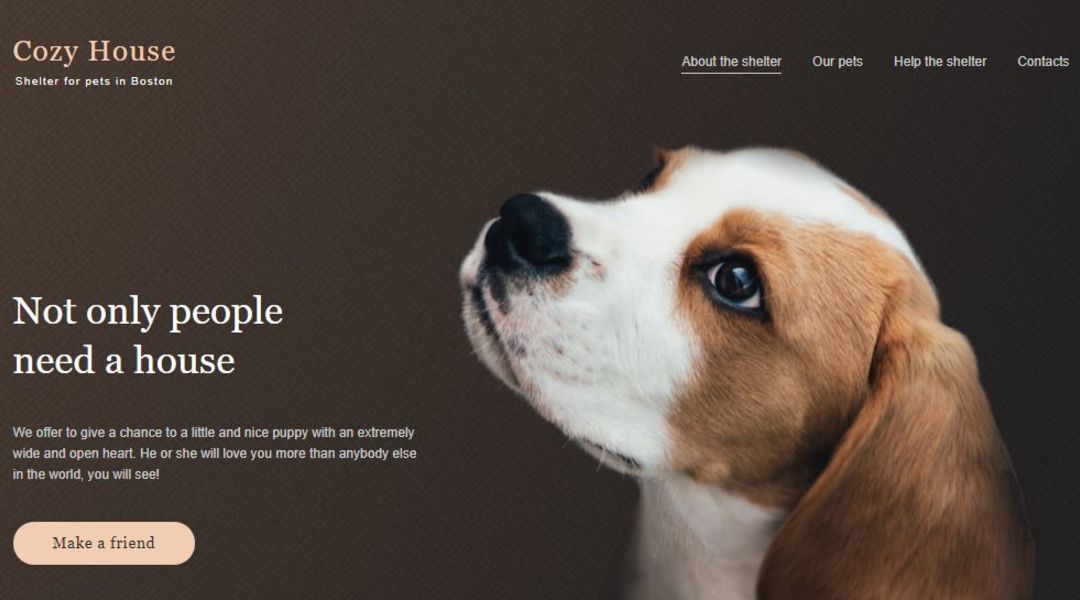 Cozy House
Shelter for pets in Boston
About the shelter
Our pets
Help the shelter
Contacts
Not only people
need a house
We offer to give a chance to a little and nice puppy with an extremely
wide and open heart. He or she will love you more than anybody else
in the world, you will see!
Make a friend